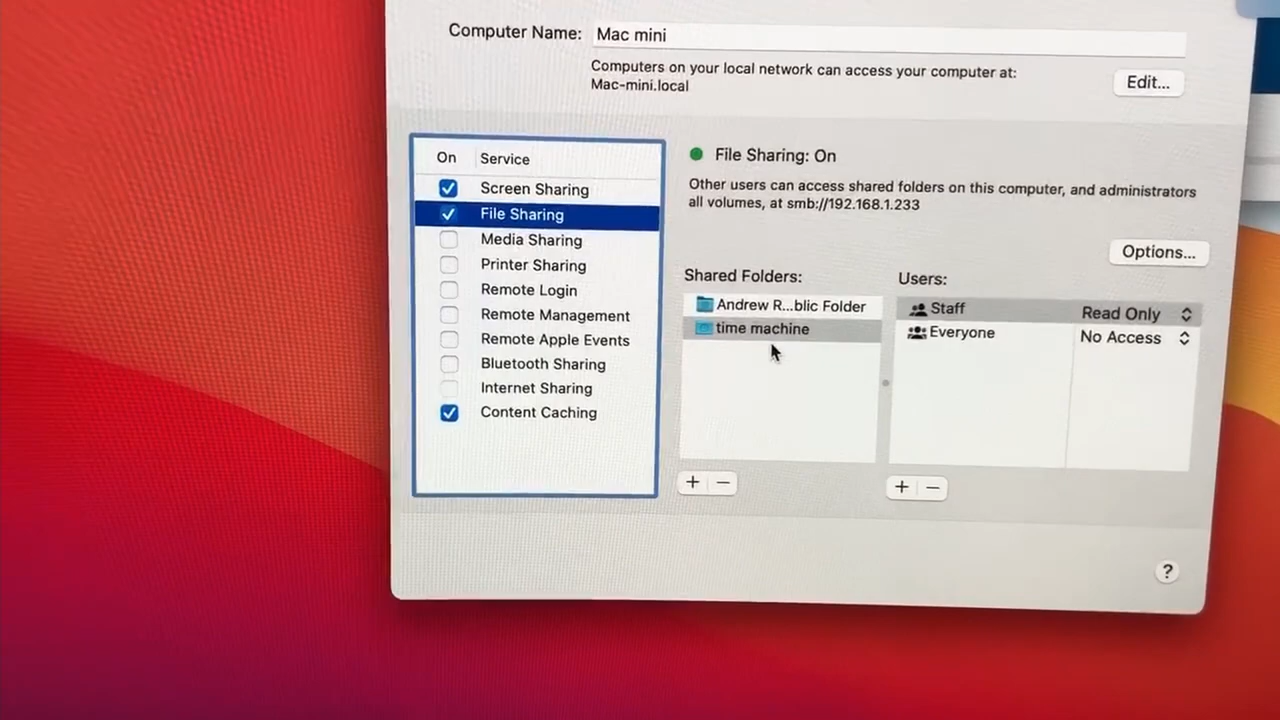 Computer Name: Mac mini
Computers on your local network can access your computer at:
Mac-mini.local
Edit...
On Service
Screen Sharing
File Sharing
Media Sharing
Printer Sharing
Remote Login
Remote Management
Remote Apple Events
Bluetooth Sharing
Internet Sharing
Content Caching
File Sharing: On
Other users can access shared folders on this computer, and administrators
all volumes, at smb://192.168.1.233
Options...
Shared Folders:
Andrew R...blic Folder
time machine
Users:
Staff Read Only
Everyone No Access
+ −
+ −
?